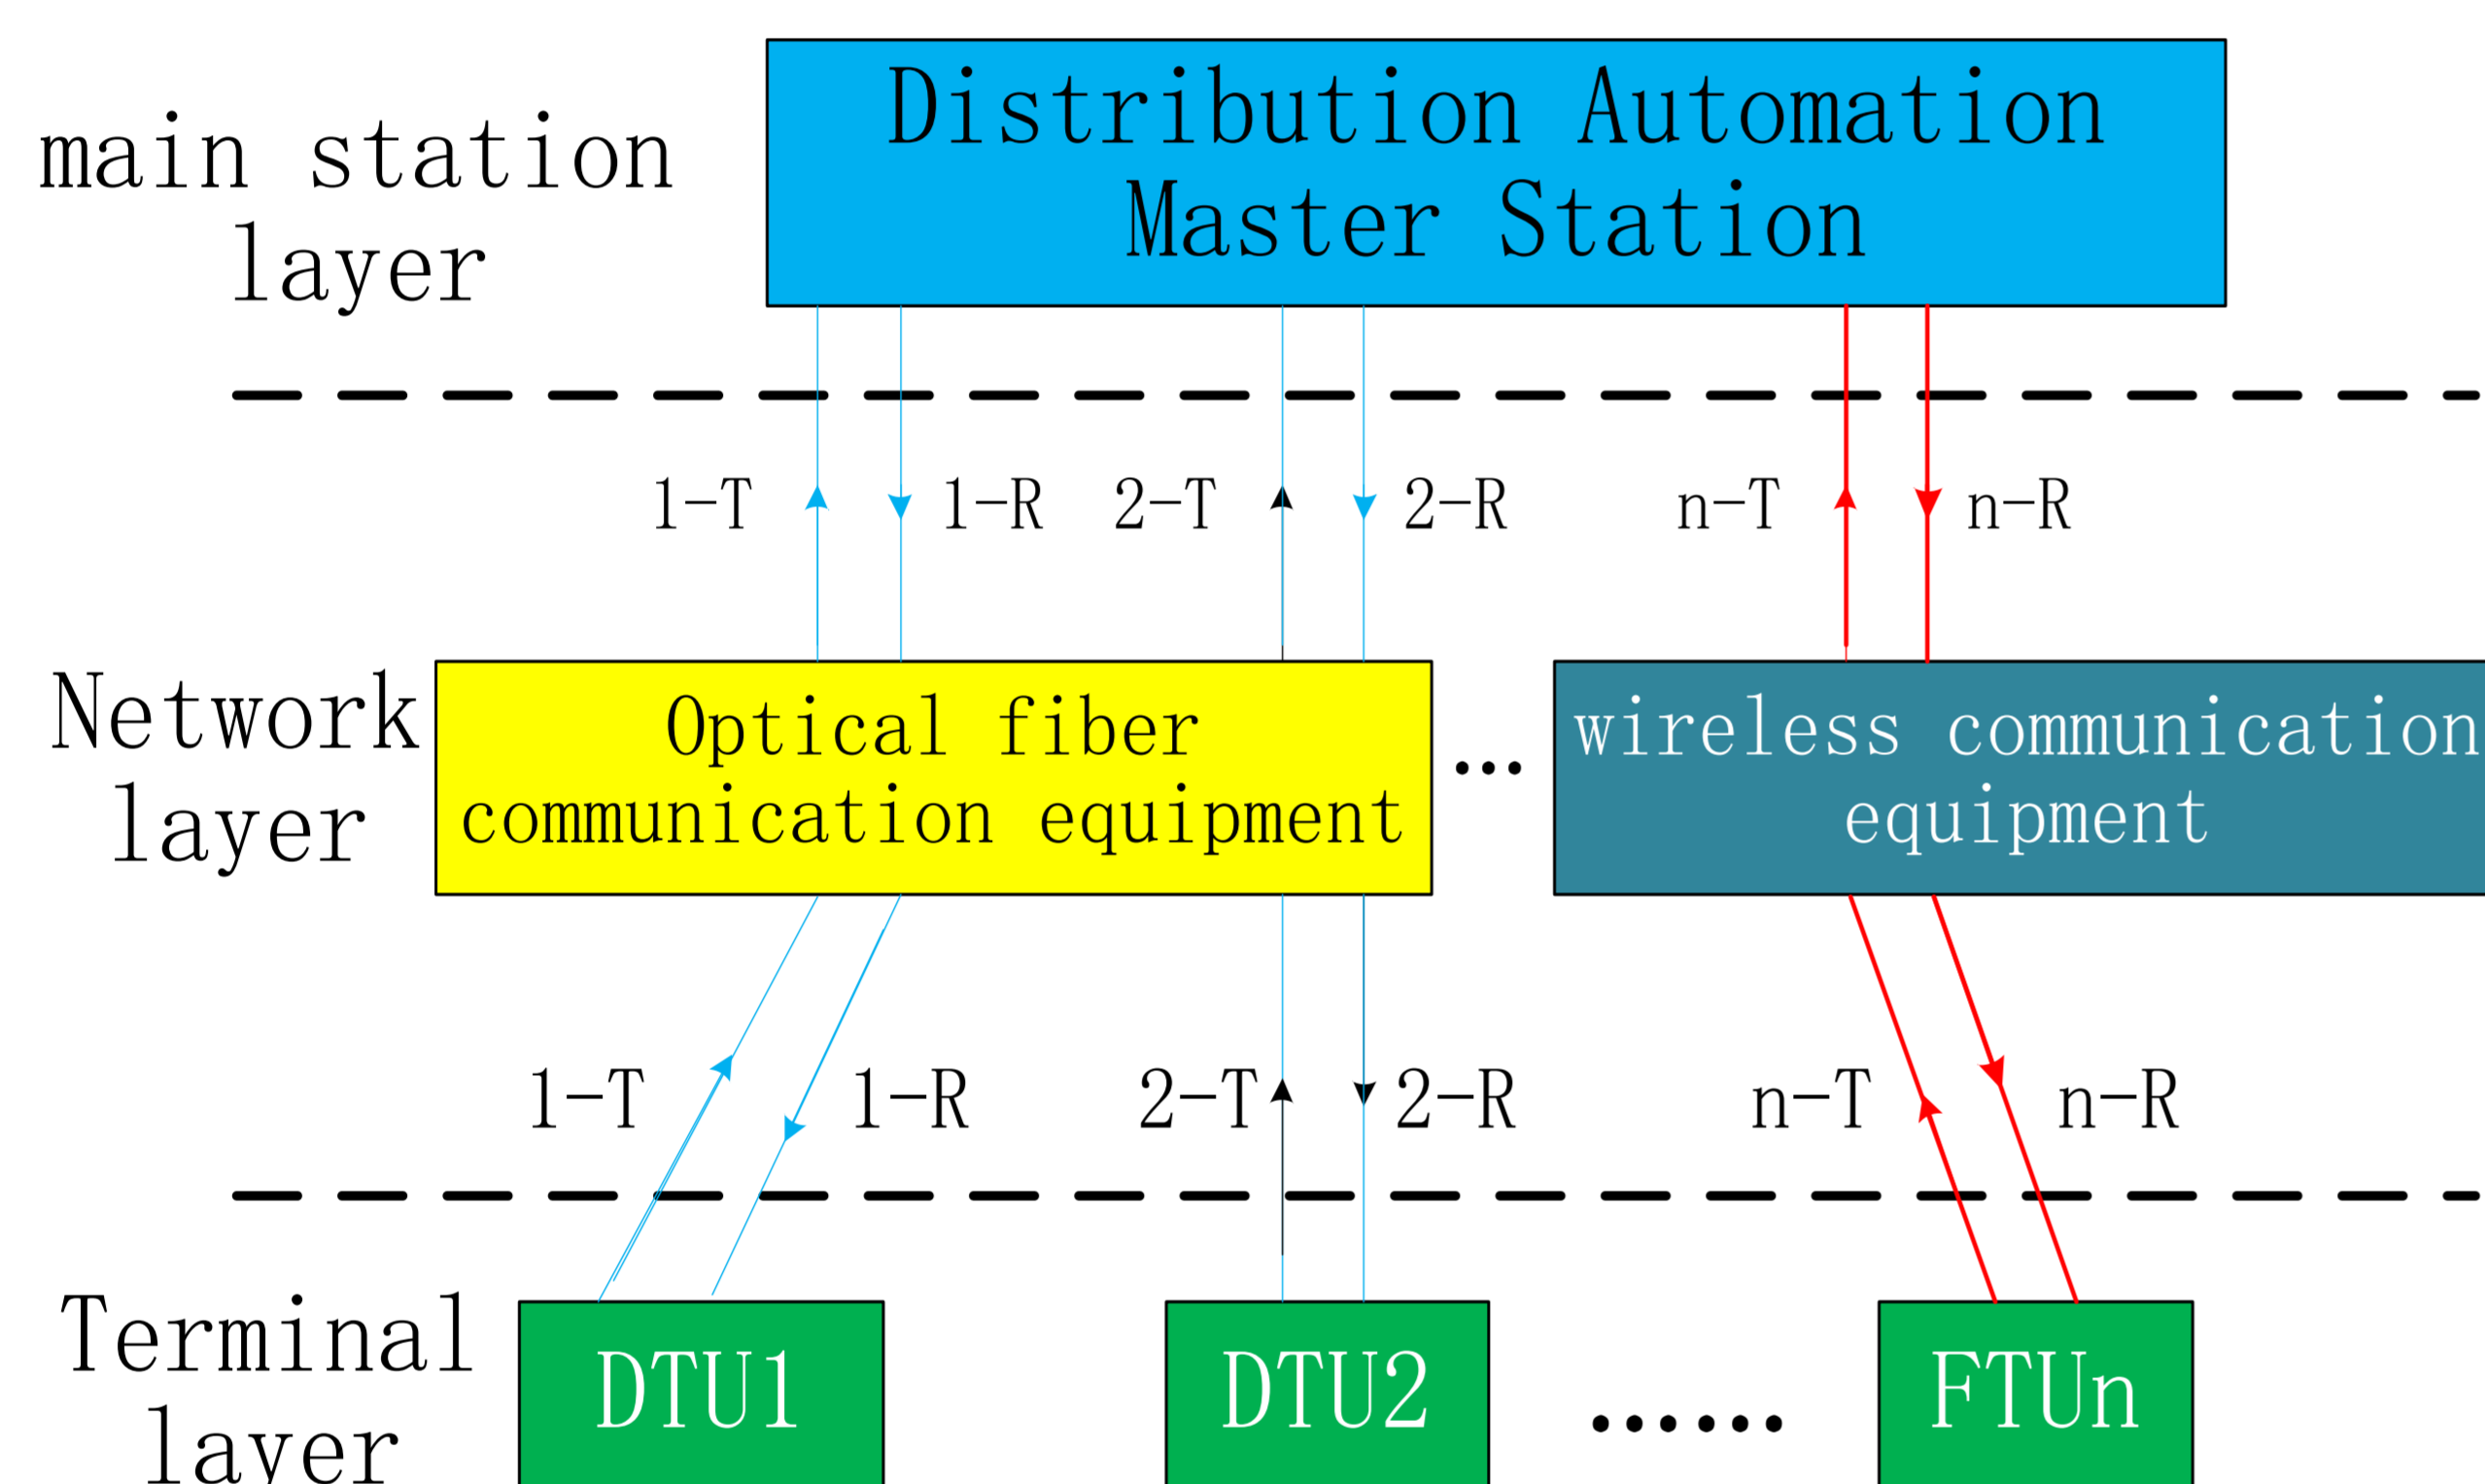 main station
layer
Distribution Automation
Master Station
1-T
1-R
2-T
2-R
n-T
n-R
Network
layer
Optical fiber
communication equipment
...
wireless communication
equipment
1-T
1-R
2-T
2-R
n-T
n-R
Terminal
layer
DTU1
DTU2
......
FTUn